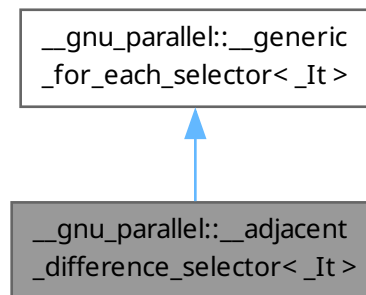 __gnu_parallel::__generic
_for_each_selector< _It >
__gnu_parallel::__adjacent
_difference_selector< _It >